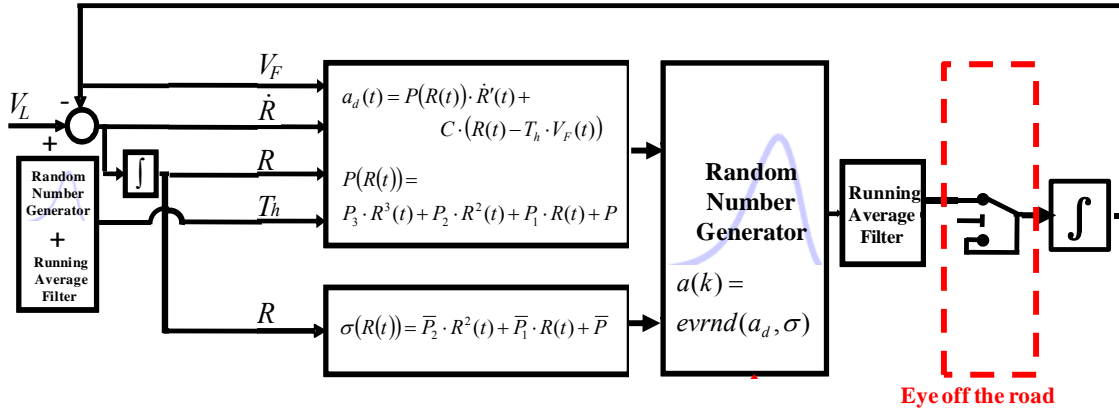 V_F
-
V_L
Ṙ
+
R
T_h
R
∫
Random
Number
Generator
+
Running
Average
Filter
a_d(t) = P(R(t)) · Ṙ'(t) +
C · (R(t) − T_h · V_F(t))
P(R(t)) =
P_3 · R^3(t) + P_2 · R^2(t) + P_1 · R(t) + P
σ(R(t)) = P̅_2 · R^2(t) + P̅_1 · R(t) + P̅
Random
Number
Generator
a(k) =
evrnd(a_d, σ)
Running
Average
Filter
∫
Eye off the road